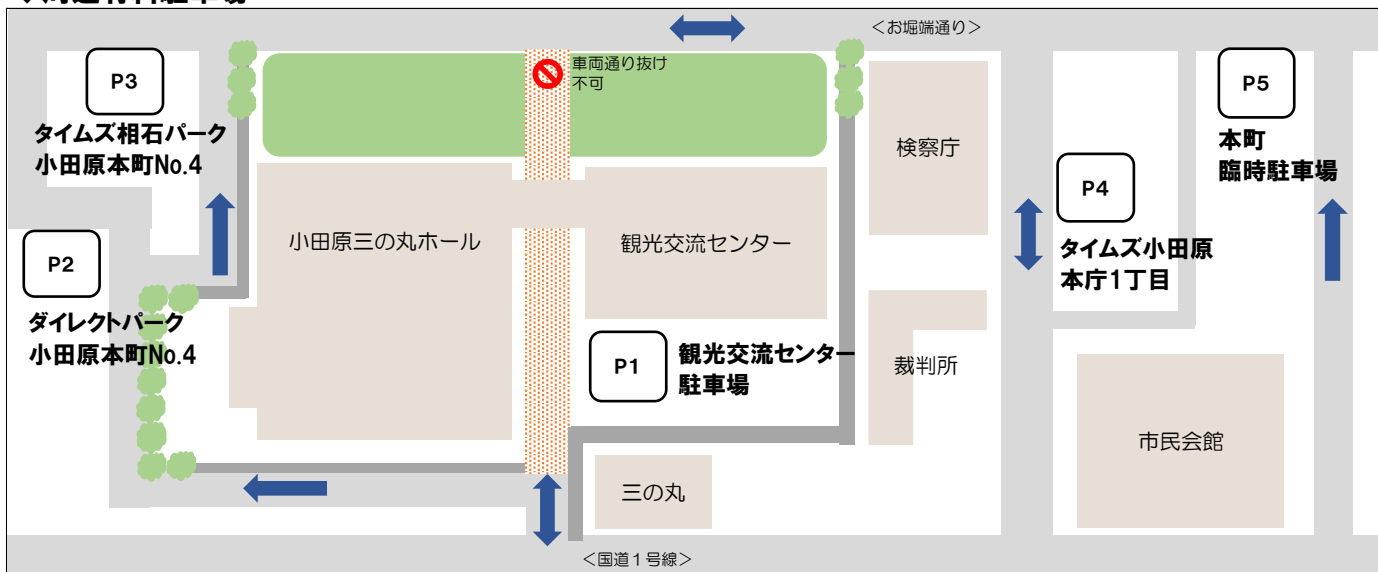 ＜お堀端通り＞
車両通り抜け
不可
P3
タイムズ相石パーク
小田原本町No.4
P5
本町
臨時駐車場
検察庁
P4
タイムズ小田原
本庁1丁目
小田原三の丸ホール
観光交流センター
P2
ダイレクトパーク
小田原本町No.4
P1
観光交流センター
駐車場
裁判所
市民会館
三の丸
＜国道１号線＞